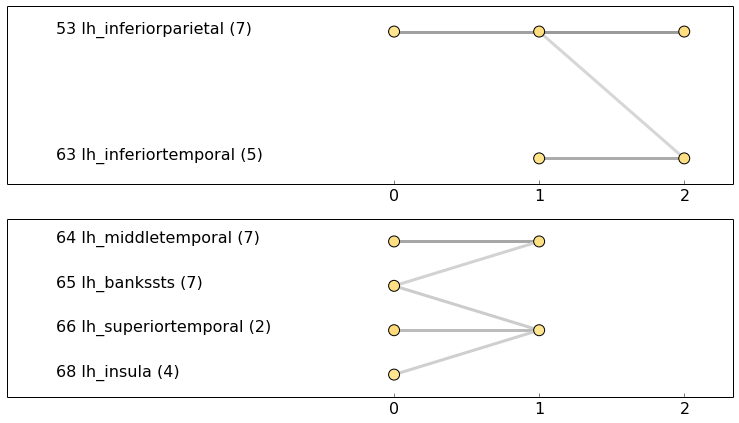 53 lh_inferiorparietal (7)
63 lh_inferiortemporal (5)
0 1 2
64 lh_middletemporal (7)
65 lh_bankssts (7)
66 lh_superiortemporal (2)
68 lh_insula (4)
0 1 2